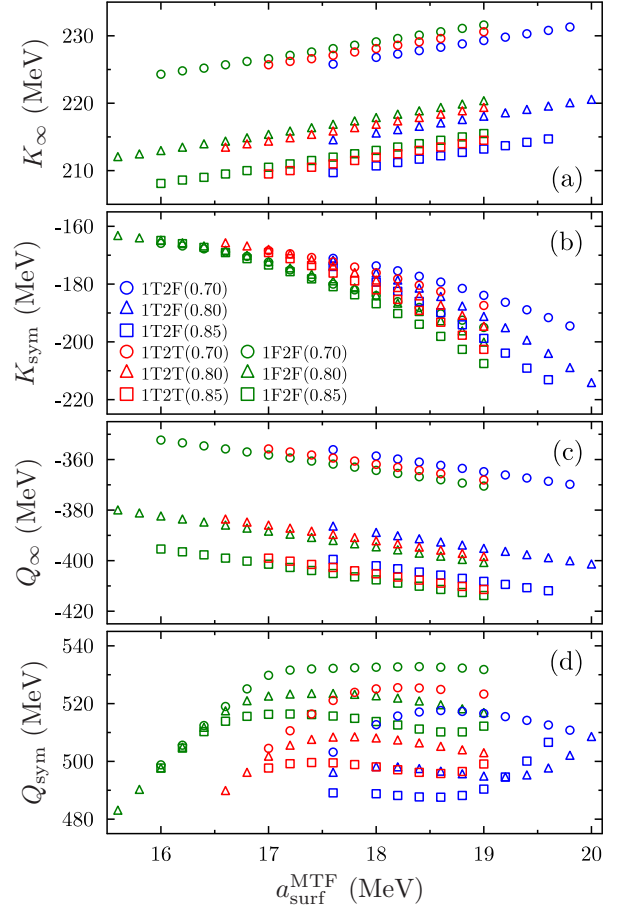 230
220
210
K∞ (MeV)
(a)
-160
-180
-200
-220
Ksym (MeV)
(b)
1T2F(0.70)
1T2F(0.80)
1T2F(0.85)
1T2T(0.70) 1F2F(0.70)
1T2T(0.80) 1F2F(0.80)
1T2T(0.85) 1F2F(0.85)
-360
-380
-400
-420
Q∞ (MeV)
(c)
540
520
500
480
Qsym (MeV)
(d)
16 17 18 19 20
a_surf^MTF (MeV)